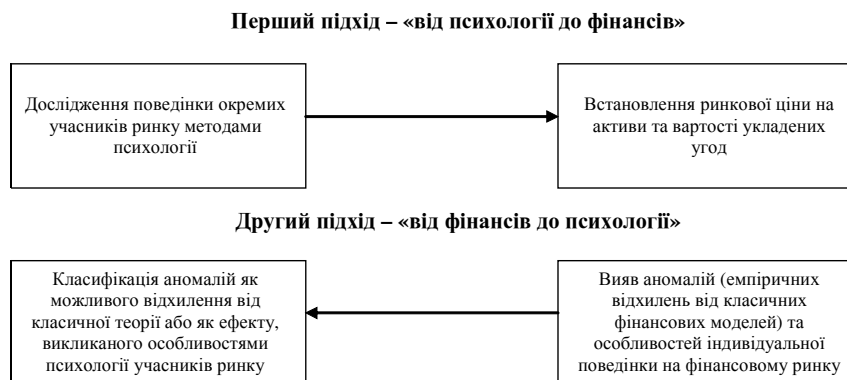 Перший підхід – «від психології до фінансів»
Дослідження поведінки окремих
учасників ринку методами
психології
Встановлення ринкової ціни на
активи та вартості укладених
угод
Другий підхід – «від фінансів до психології»
Класифікація аномалій як
можливого відхилення від
класичної теорії або як ефекту,
викликаного особливостями
психології учасників ринку
Вияв аномалій (емпіричних
відхилень від класичних
фінансових моделей) та
особливостей індивідуальної
поведінки на фінансовому ринку